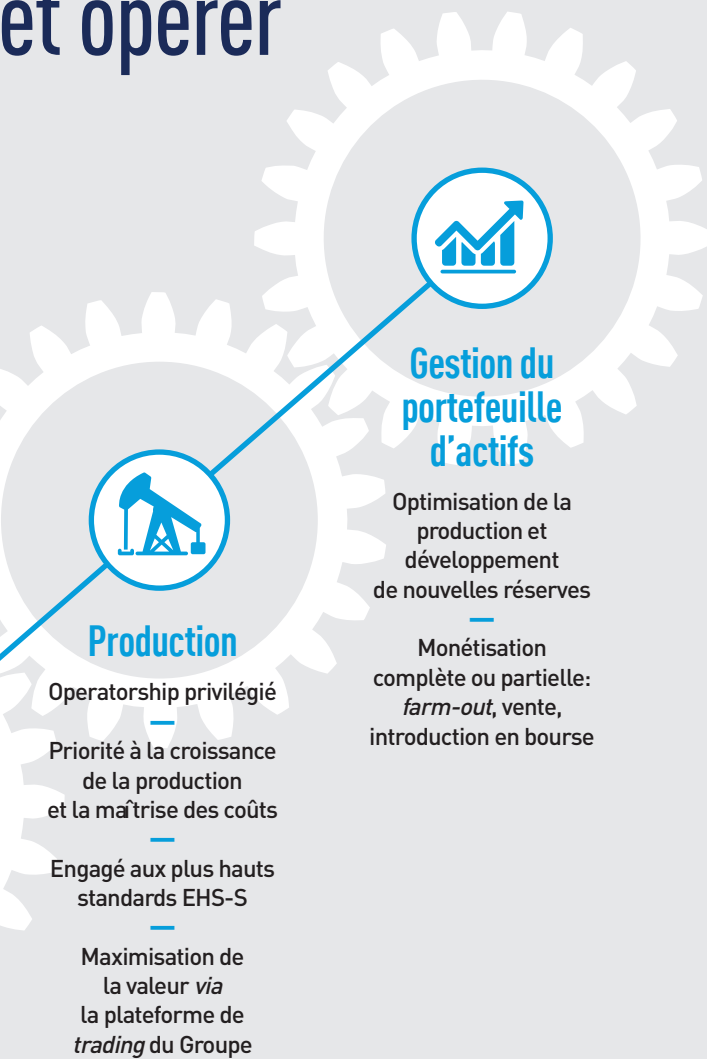 et opérer
Gestion du
portefeuille
d’actifs
Optimisation de la
production et
développement
de nouvelles réserves
Monétisation
complète ou partielle:
farm-out, vente,
introduction en bourse
Production
Operatorship privilégié
Priorité à la croissance
de la production
et la maîtrise des coûts
Engagé aux plus hauts
standards EHS-S
Maximisation de
la valeur via
la plateforme de
trading du Groupe